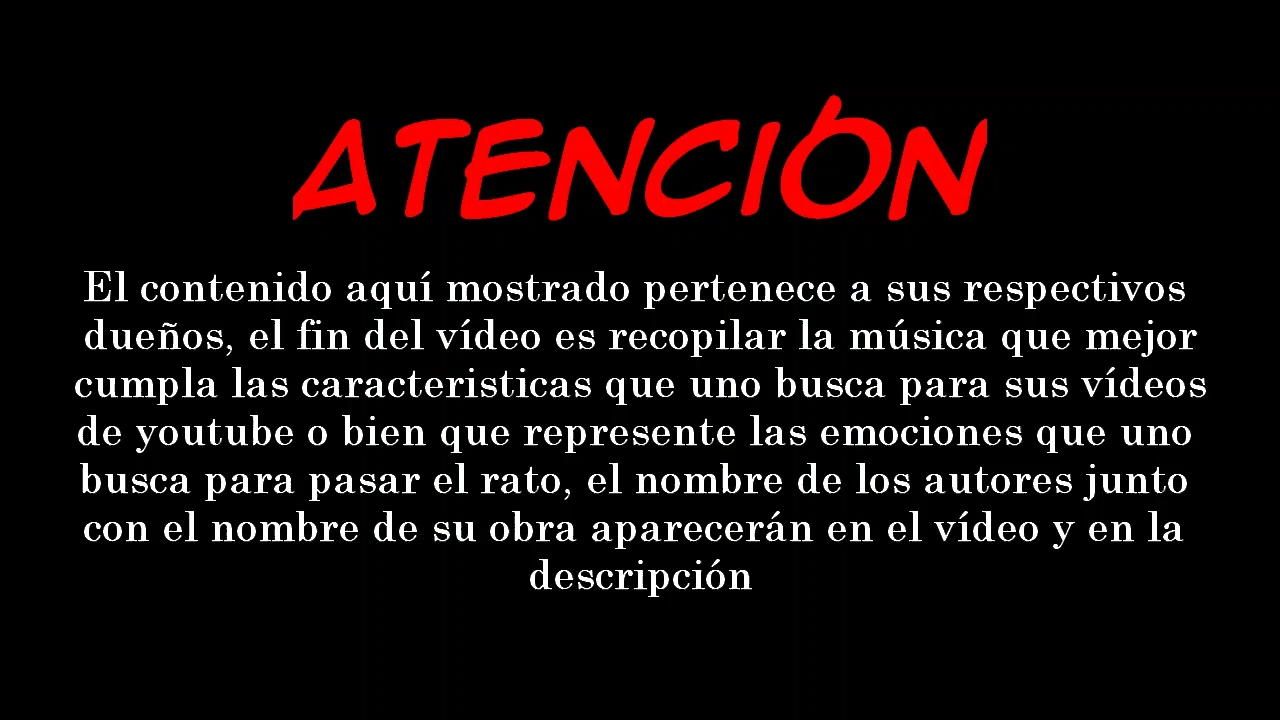 ATENCIÓN
El contenido aquí mostrado pertenece a sus respectivos
dueños, el fin del vídeo es recopilar la música que mejor
cumpla las caracteristicas que uno busca para sus vídeos
de youtube o bien que represente las emociones que uno
busca para pasar el rato, el nombre de los autores junto
con el nombre de su obra aparecerán en el vídeo y en la
descripción